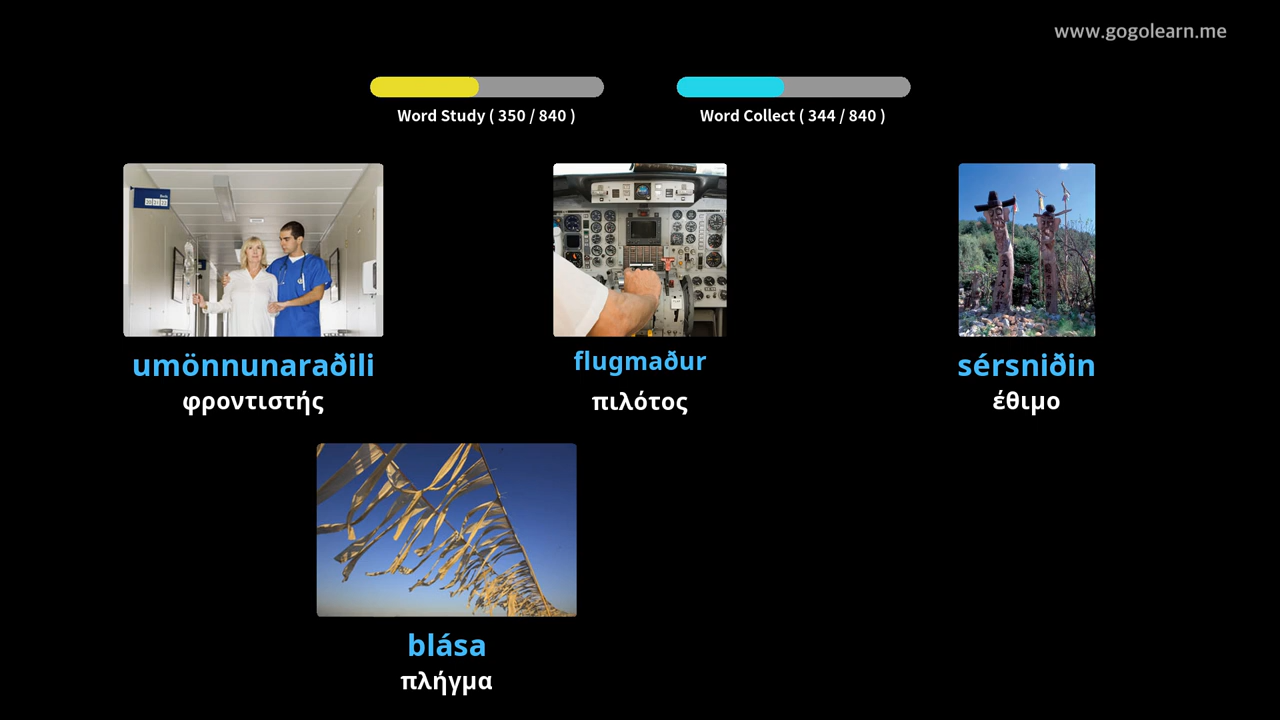 www.gogolearn.me
Word Study ( 350 / 840 )
Word Collect ( 344 / 840 )
umönnunaraðili
φροντιστής
flugmaður
πιλότος
sérsniðin
έθιμο
blása
πλήγμα